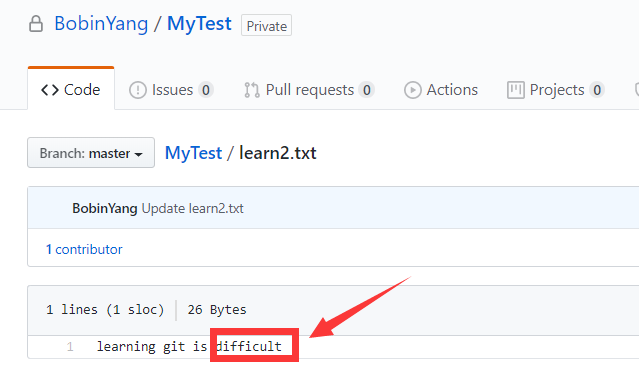 BobinYang / MyTest Private
Code Issues 0 Pull requests 0 Actions Projects 0
Branch: master MyTest / learn2.txt
BobinYang Update learn2.txt
1 contributor
1 lines (1 sloc) 26 Bytes
1 learning git is difficult